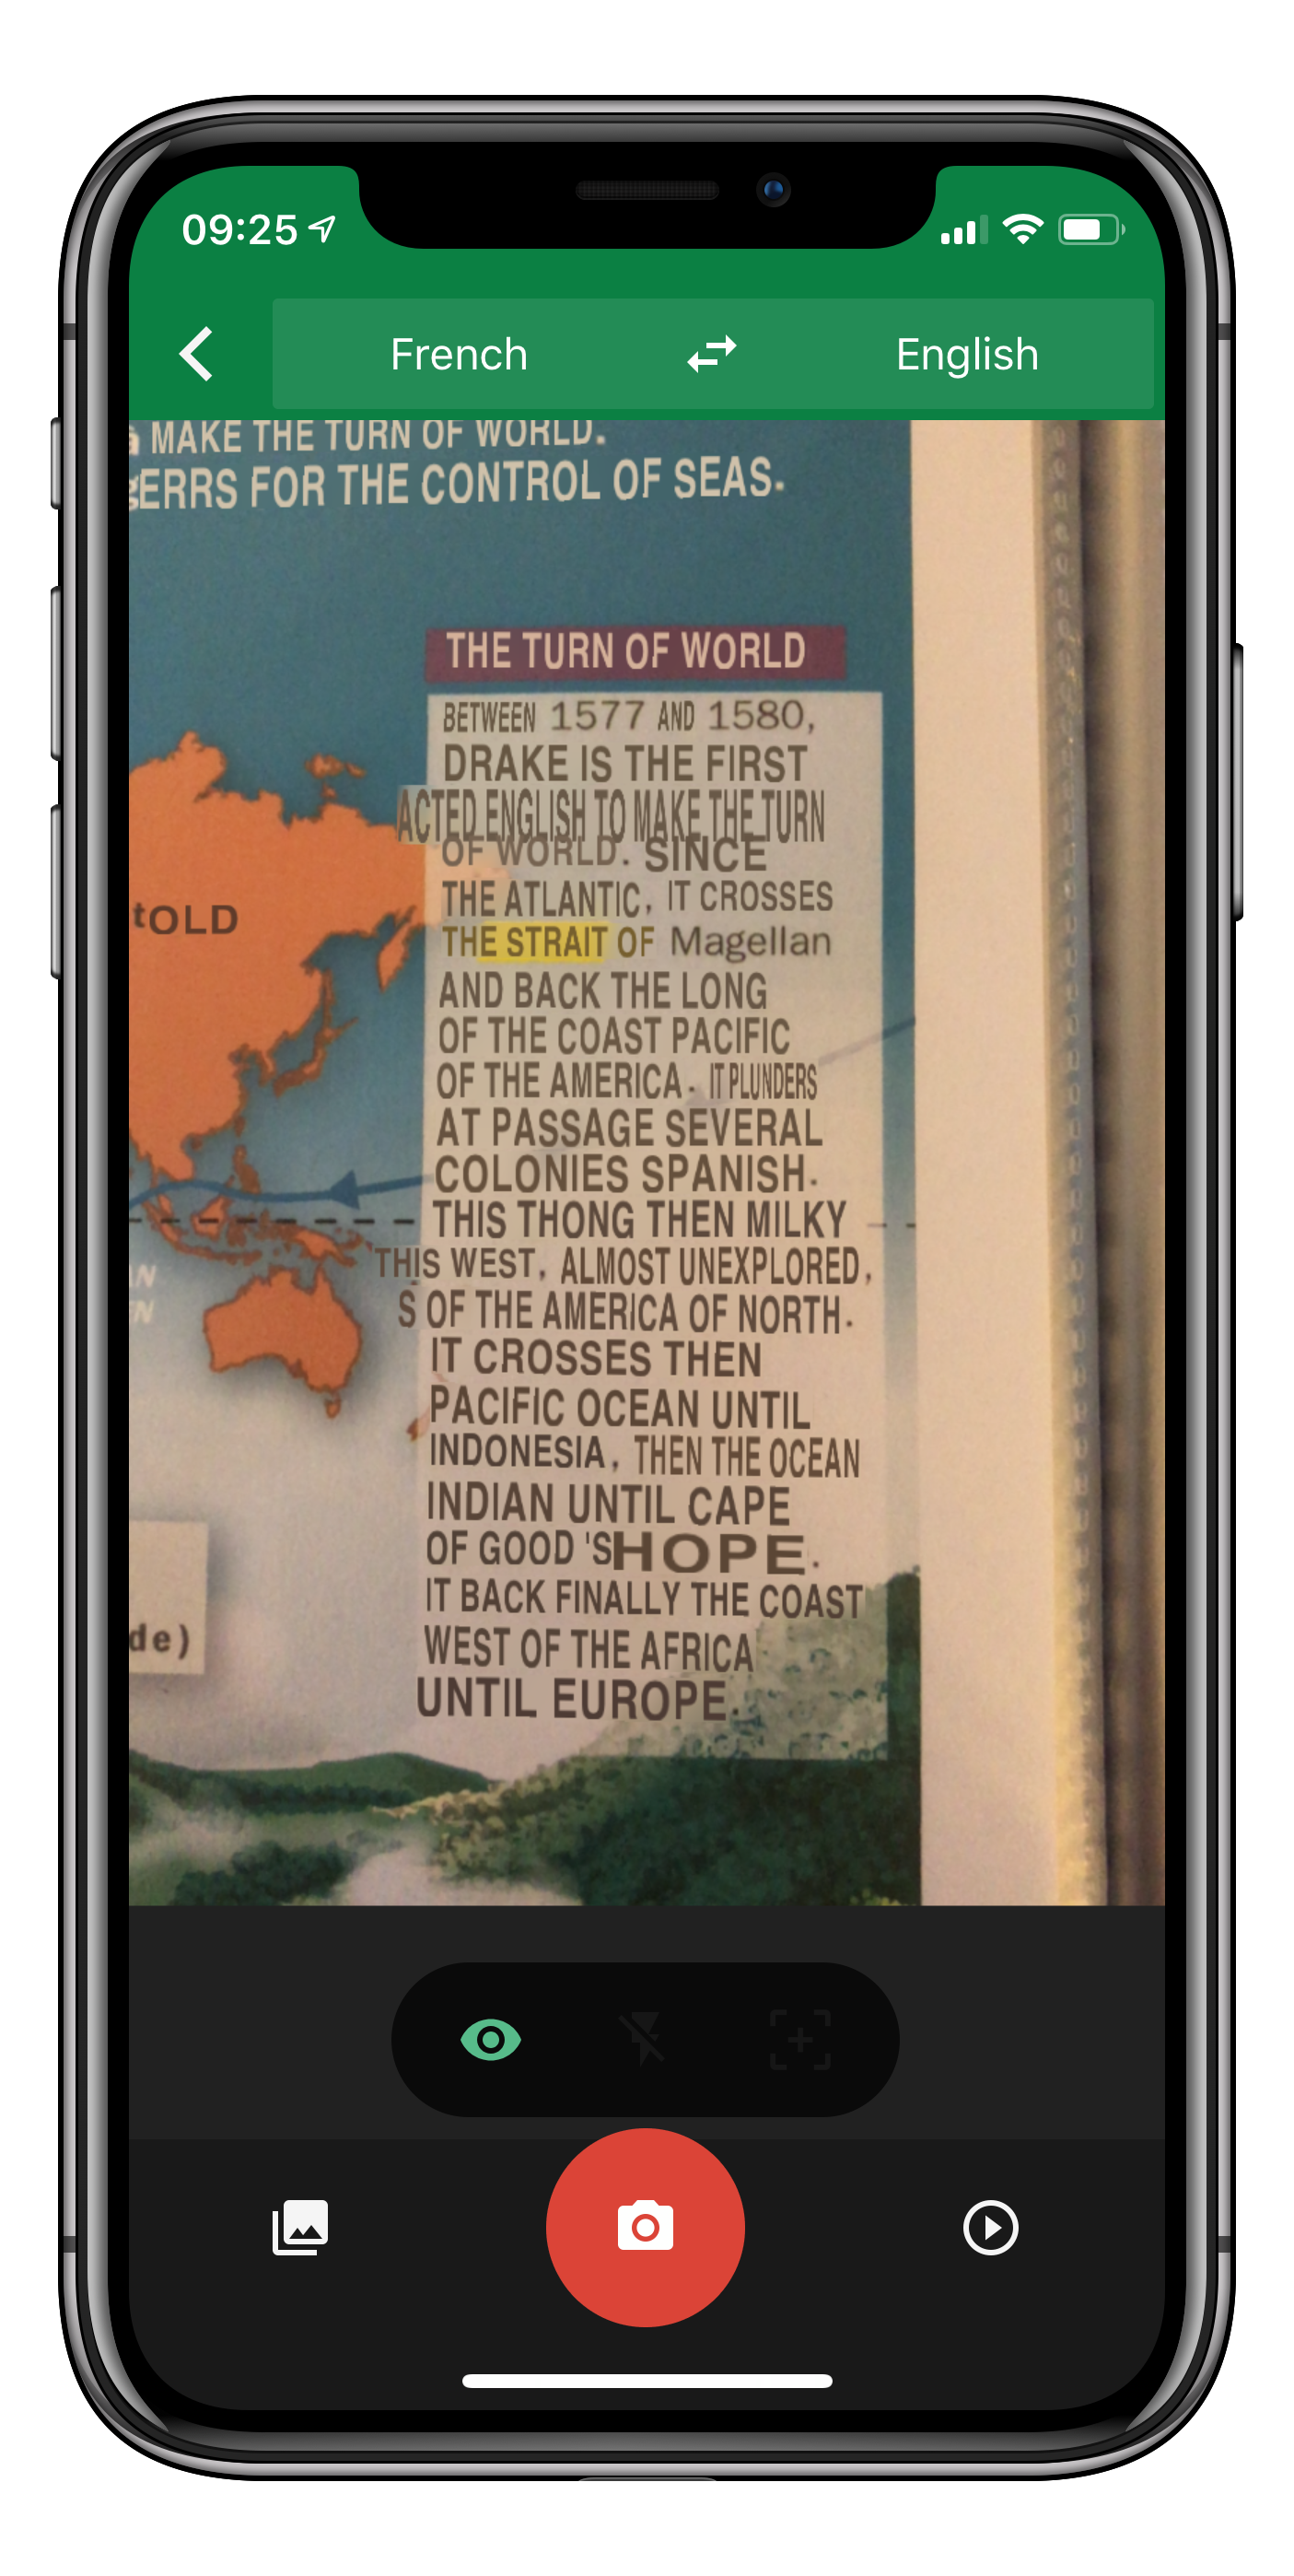 09:25
French English
à MAKE THE TURN OF WORLD.
gERRS FOR THE CONTROL OF SEAS.
THE TURN OF WORLD
BETWEEN 1577 AND 1580,
DRAKE IS THE FIRST
ACTED ENGLISH TO MAKE THE TURN
OF WORLD. SINCE
THE ATLANTIC, IT CROSSES
tOLD
THE STRAIT OF Magellan
AND BACK THE LONG
OF THE COAST PACIFIC
OF THE AMERICA. IT PLUNDERS
AT PASSAGE SEVERAL
COLONIES SPANISH.
THIS THONG THEN MILKY
THIS WEST, ALMOST UNEXPLORED,
AN
EN
S OF THE AMERICA OF NORTH.
IT CROSSES THEN
PACIFIC OCEAN UNTIL
INDONESIA, THEN THE OCEAN
INDIAN UNTIL CAPE
OF GOOD 'SHOPE.
IT BACK FINALLY THE COAST
de)
WEST OF THE AFRICA
UNTIL EUROPE.